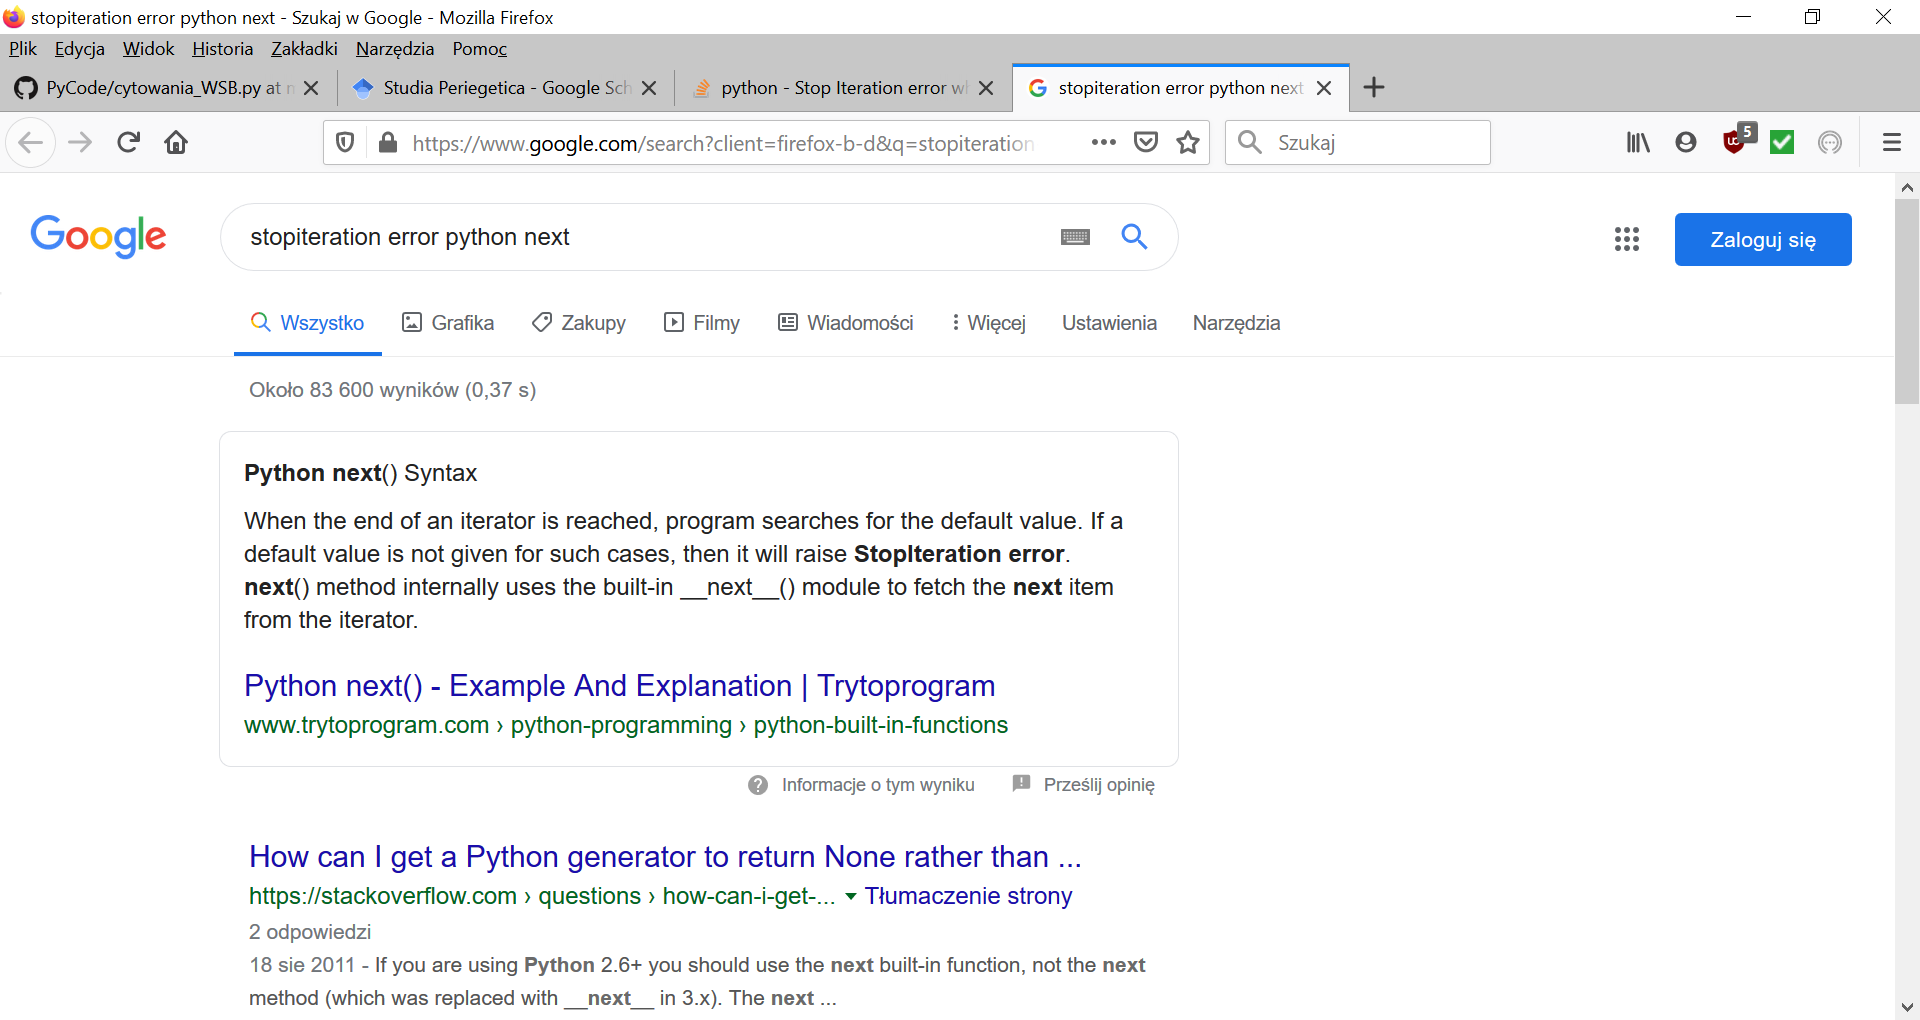 stopiteration error python next - Szukaj w Google - Mozilla Firefox
Plik Edycja Widok Historia Zakładki Narzędzia Pomoc
PyCode/cytowania_WSB.py at Studia Periegetica - Google Sch python - Stop Iteration error wh stopiteration error python next
https://www.google.com/search?client=firefox-b-d&q=stopiteration Szukaj 5
Google stopiteration error python next Zaloguj się
Wszystko Grafika Zakupy Filmy Wiadomości Więcej Ustawienia Narzędzia
Około 83 600 wyników (0,37 s)
Python next() Syntax
When the end of an iterator is reached, program searches for the default value. If a
default value is not given for such cases, then it will raise StopIteration error.
next() method internally uses the built-in __next__() module to fetch the next item
from the iterator.
Python next() - Example And Explanation | Trytoprogram
www.trytoprogram.com › python-programming › python-built-in-functions
Informacje o tym wyniku Prześlij opinię
How can I get a Python generator to return None rather than ...
https://stackoverflow.com › questions › how-can-i-get-... Tłumaczenie strony
2 odpowiedzi
18 sie 2011 - If you are using Python 2.6+ you should use the next built-in function, not the next
method (which was replaced with __next__ in 3.x). The next ...